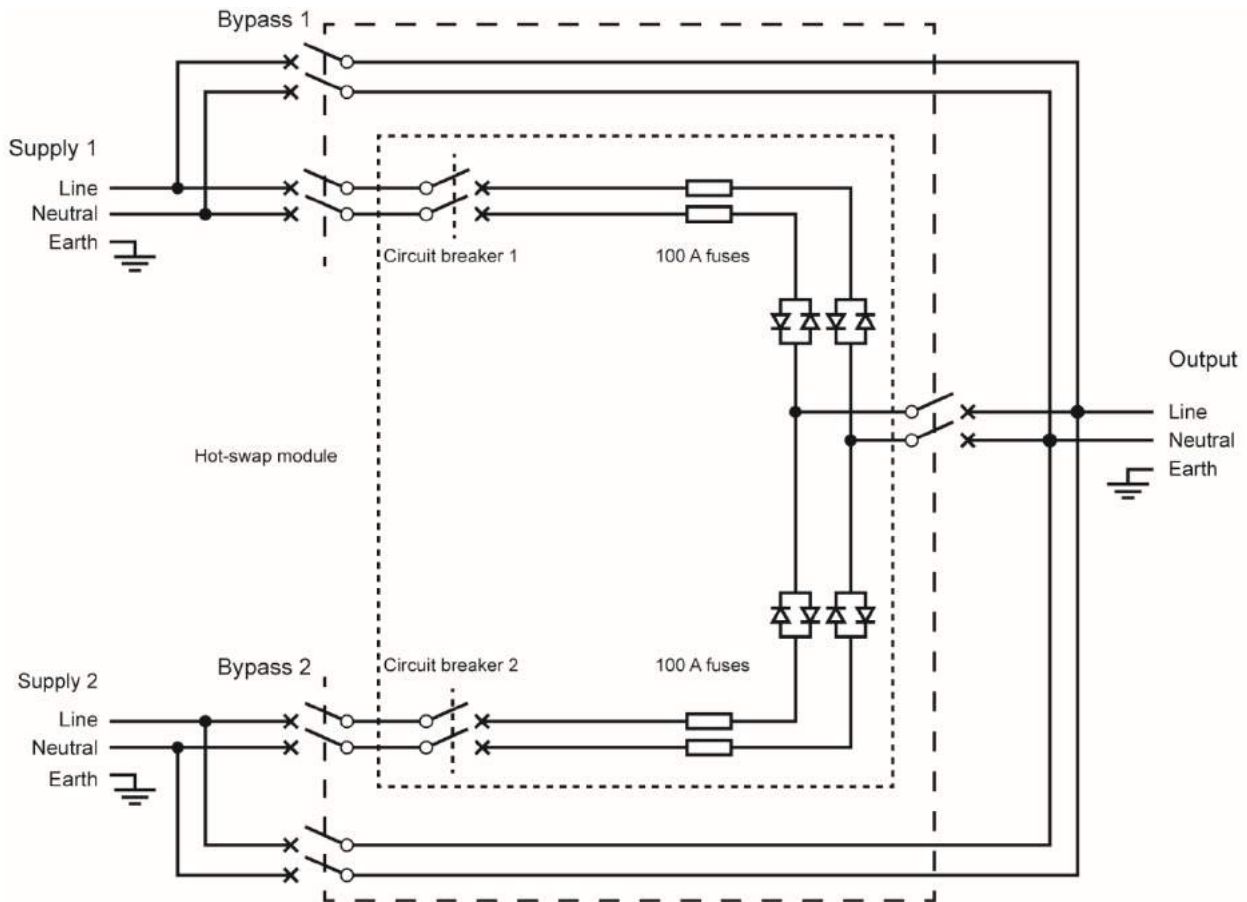 Bypass 1
Supply 1
Line
Neutral
Earth
Circuit breaker 1
100 A fuses
Output
Line
Neutral
Earth
Hot-swap module
Bypass 2
Circuit breaker 2
100 A fuses
Supply 2
Line
Neutral
Earth